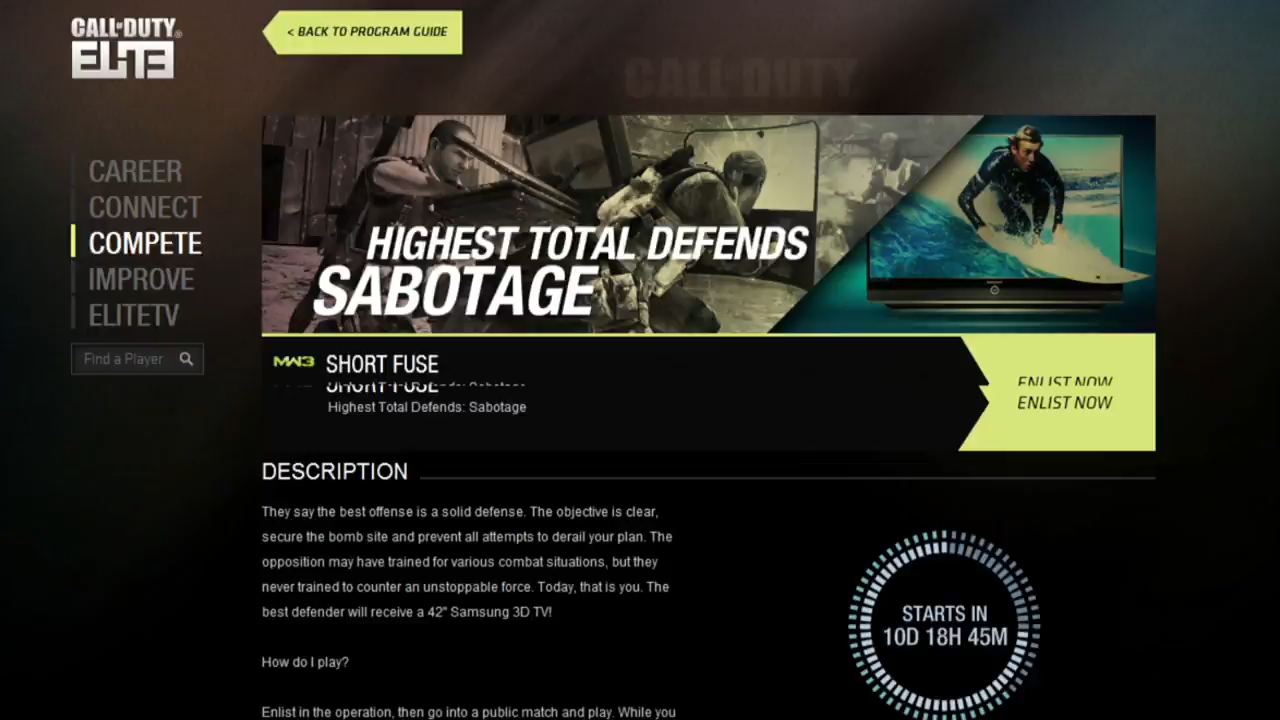 CALL OF DUTY®
ELITE
< BACK TO PROGRAM GUIDE
CALL OF DUTY
CAREER
CONNECT
COMPETE
IMPROVE
ELITETV
Find a Player
HIGHEST TOTAL DEFENDS
SABOTAGE
MW3 SHORT FUSE
SHORT FUSE
Highest Total Defends: Sabotage
ENLIST NOW
ENLIST NOW
DESCRIPTION
They say the best offense is a solid defense. The objective is clear,
secure the bomb site and prevent all attempts to derail your plan. The
opposition may have trained for various combat situations, but they
never trained to counter an unstoppable force. Today, that is you. The
best defender will receive a 42" Samsung 3D TV!
STARTS IN
10D 18H 45M
How do I play?
Enlist in the operation, then go into a public match and play. While you